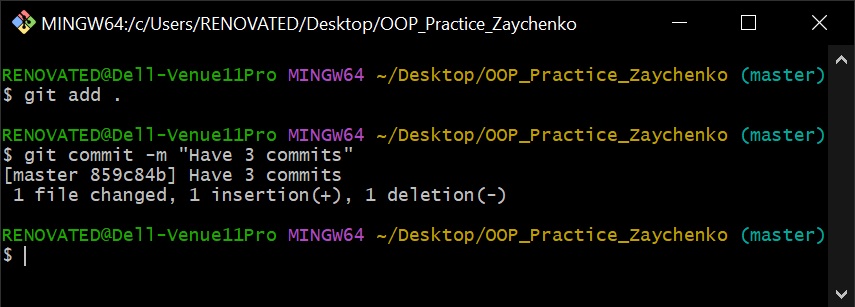 MINGW64:/c/Users/RENOVATED/Desktop/OOP_Practice_Zaychenko
RENOVATED@Dell-Venue11Pro MINGW64 ~/Desktop/OOP_Practice_Zaychenko (master)
$ git add .
RENOVATED@Dell-Venue11Pro MINGW64 ~/Desktop/OOP_Practice_Zaychenko (master)
$ git commit -m "Have 3 commits"
[master 859c84b] Have 3 commits
 1 file changed, 1 insertion(+), 1 deletion(-)
RENOVATED@Dell-Venue11Pro MINGW64 ~/Desktop/OOP_Practice_Zaychenko (master)
$